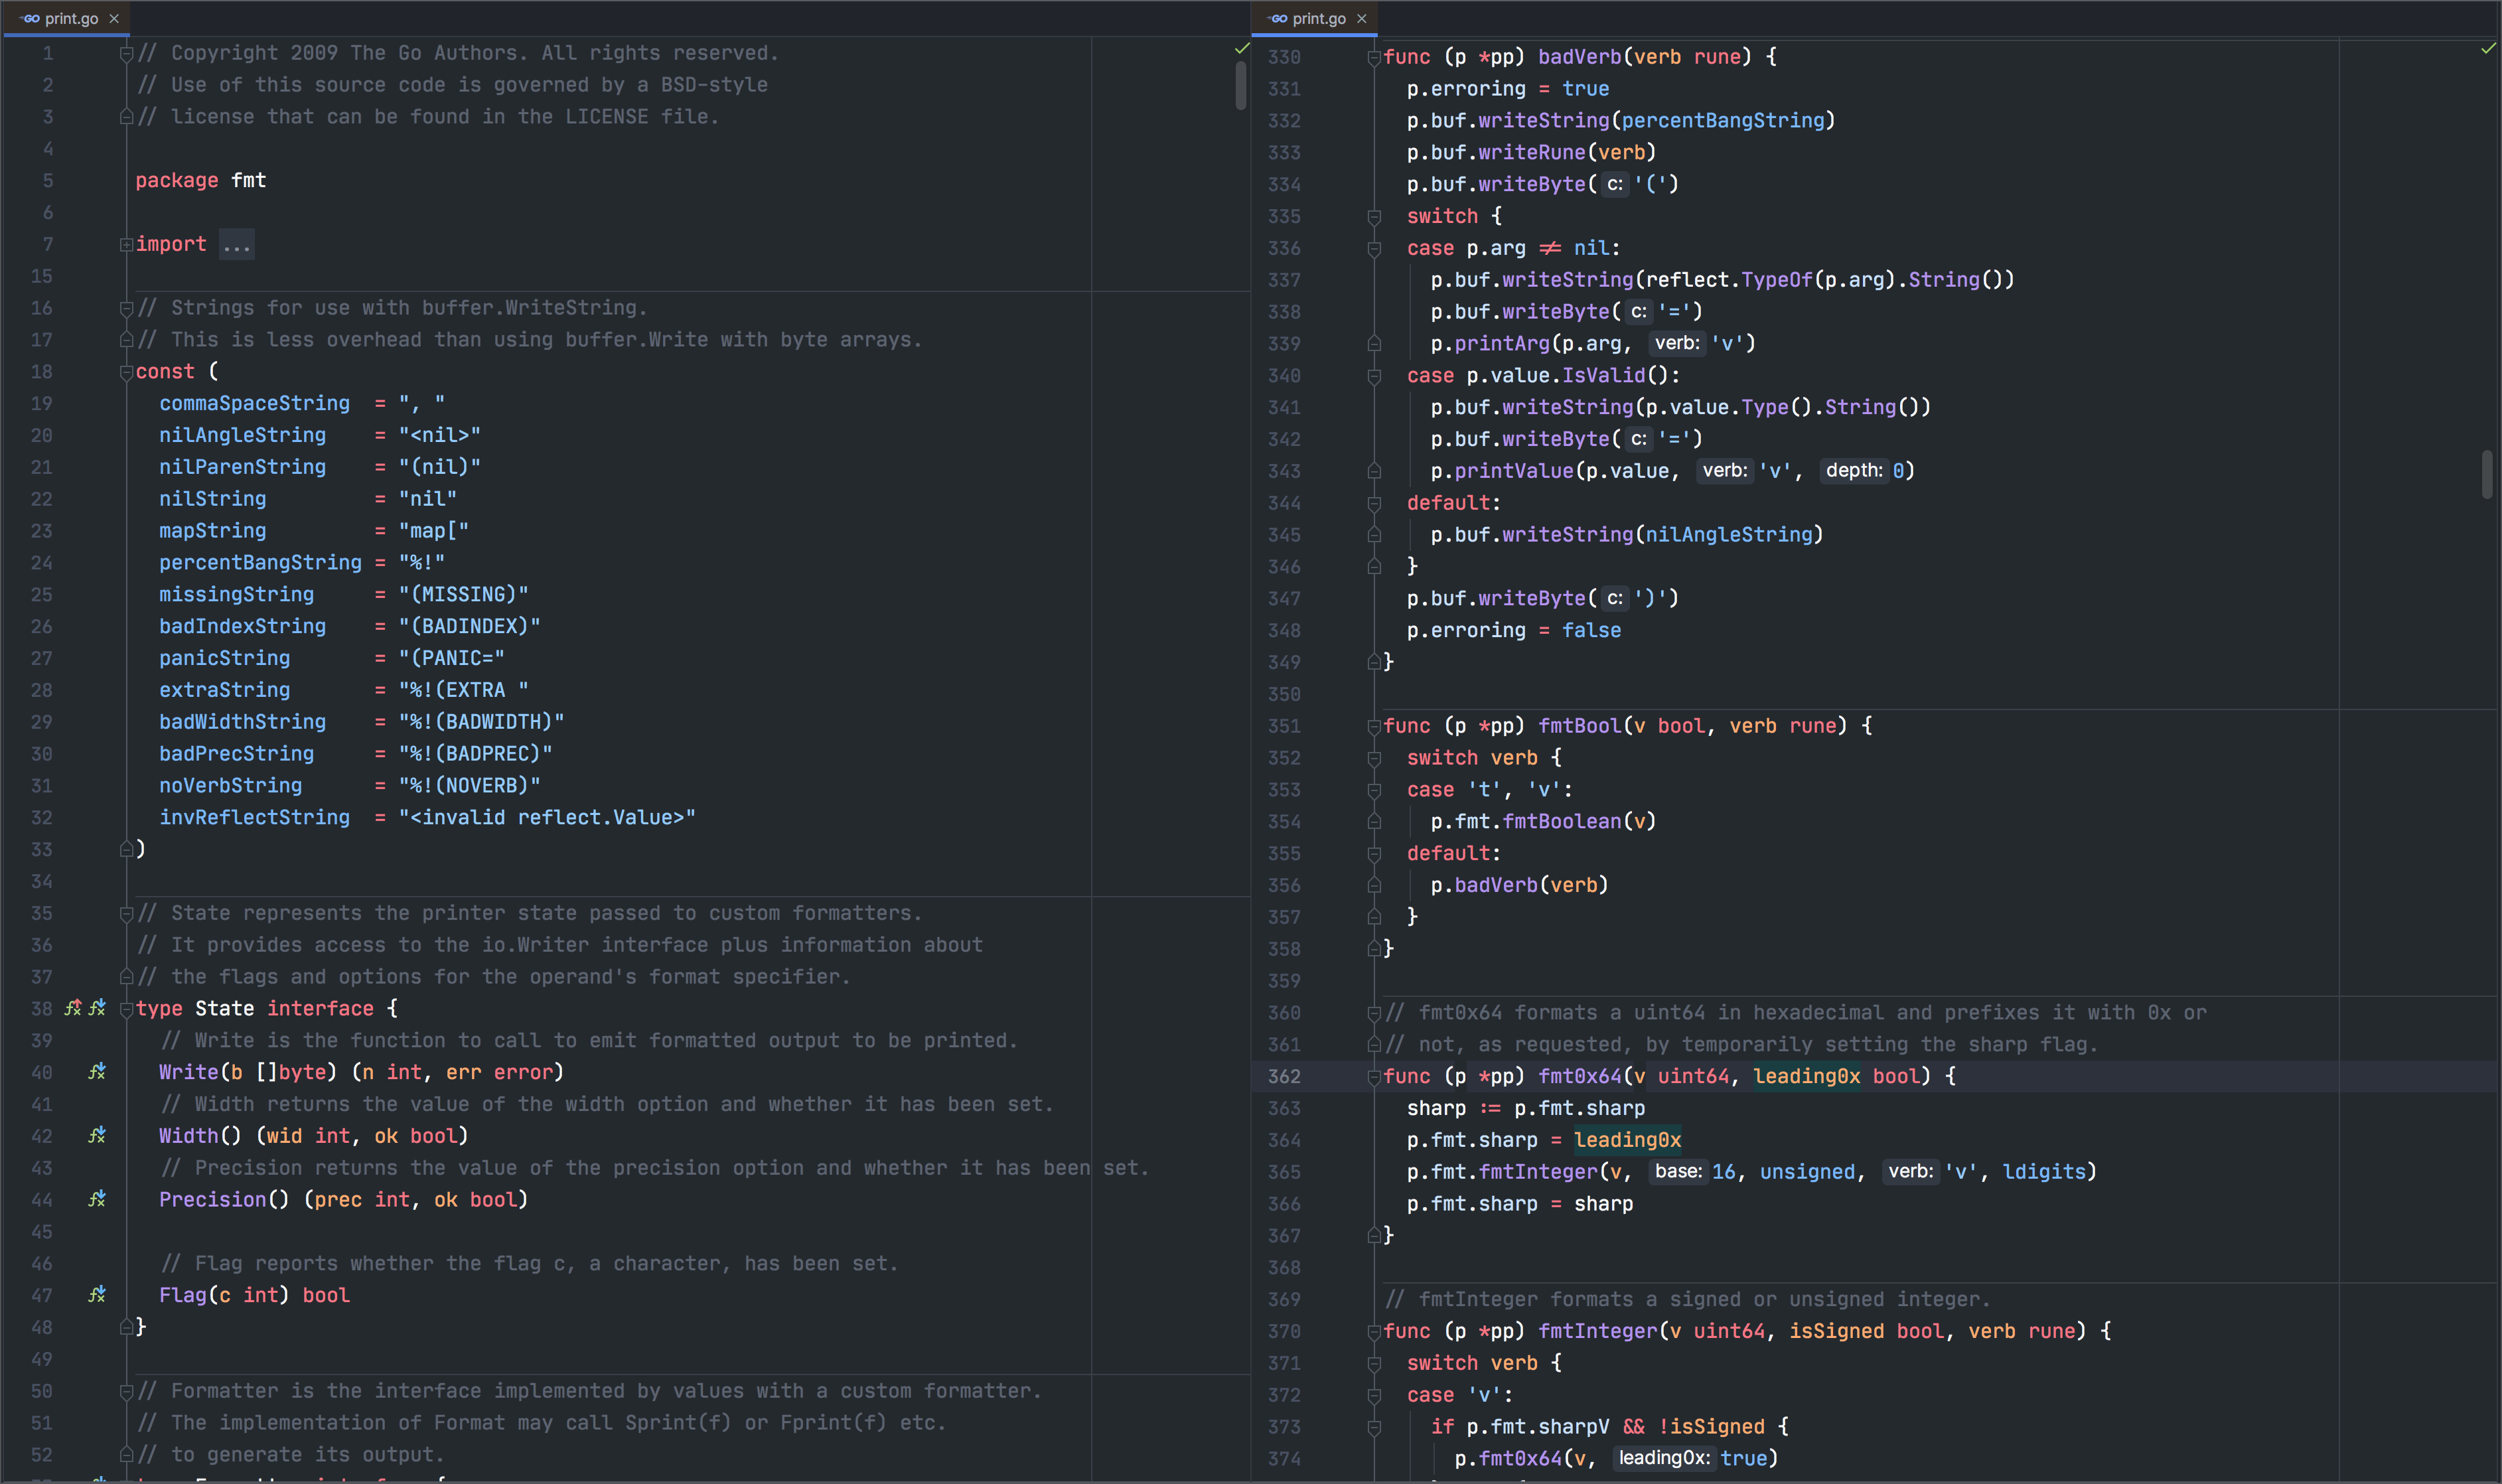 print.go
1 // Copyright 2009 The Go Authors. All rights reserved.
2 // Use of this source code is governed by a BSD-style
3 // license that can be found in the LICENSE file.
4
5 package fmt
6
7 import ...
15
16 // Strings for use with buffer.WriteString.
17 // This is less overhead than using buffer.Write with byte arrays.
18 const (
19 commaSpaceString = ", "
20 nilAngleString = "<nil>"
21 nilParenString = "(nil)"
22 nilString = "nil"
23 mapString = "map["
24 percentBangString = "%!"
25 missingString = "(MISSING)"
26 badIndexString = "(BADINDEX)"
27 panicString = "(PANIC="
28 extraString = "%!(EXTRA "
29 badWidthString = "%!(BADWIDTH)"
30 badPrecString = "%!(BADPREC)"
31 noVerbString = "%!(NOVERB)"
32 invReflectString = "<invalid reflect.Value>"
33 )
34
35 // State represents the printer state passed to custom formatters.
36 // It provides access to the io.Writer interface plus information about
37 // the flags and options for the operand's format specifier.
38 type State interface {
39 // Write is the function to call to emit formatted output to be printed.
40 Write(b []byte) (n int, err error)
41 // Width returns the value of the width option and whether it has been set.
42 Width() (wid int, ok bool)
43 // Precision returns the value of the precision option and whether it has been set.
44 Precision() (prec int, ok bool)
45
46 // Flag reports whether the flag c, a character, has been set.
47 Flag(c int) bool
48 }
49
50 // Formatter is the interface implemented by values with a custom formatter.
51 // The implementation of Format may call Sprint(f) or Fprint(f) etc.
52 // to generate its output.
print.go
330 func (p *pp) badVerb(verb rune) {
331 p.erroring = true
332 p.buf.writeString(percentBangString)
333 p.buf.writeRune(verb)
334 p.buf.writeByte( c: '(')
335 switch {
336 case p.arg != nil:
337 p.buf.writeString(reflect.TypeOf(p.arg).String())
338 p.buf.writeByte( c: '=')
339 p.printArg(p.arg, verb: 'v')
340 case p.value.IsValid():
341 p.buf.writeString(p.value.Type().String())
342 p.buf.writeByte( c: '=')
343 p.printValue(p.value, verb: 'v', depth: 0)
344 default:
345 p.buf.writeString(nilAngleString)
346 }
347 p.buf.writeByte( c: ')')
348 p.erroring = false
349 }
350
351 func (p *pp) fmtBool(v bool, verb rune) {
352 switch verb {
353 case 't', 'v':
354 p.fmt.fmtBoolean(v)
355 default:
356 p.badVerb(verb)
357 }
358 }
359
360 // fmt0x64 formats a uint64 in hexadecimal and prefixes it with 0x or
361 // not, as requested, by temporarily setting the sharp flag.
362 func (p *pp) fmt0x64(v uint64, leading0x bool) {
363 sharp := p.fmt.sharp
364 p.fmt.sharp = leading0x
365 p.fmt.fmtInteger(v, base: 16, unsigned, verb: 'v', ldigits)
366 p.fmt.sharp = sharp
367 }
368
369 // fmtInteger formats a signed or unsigned integer.
370 func (p *pp) fmtInteger(v uint64, isSigned bool, verb rune) {
371 switch verb {
372 case 'v':
373 if p.fmt.sharpV && !isSigned {
374 p.fmt0x64(v, leading0x: true)